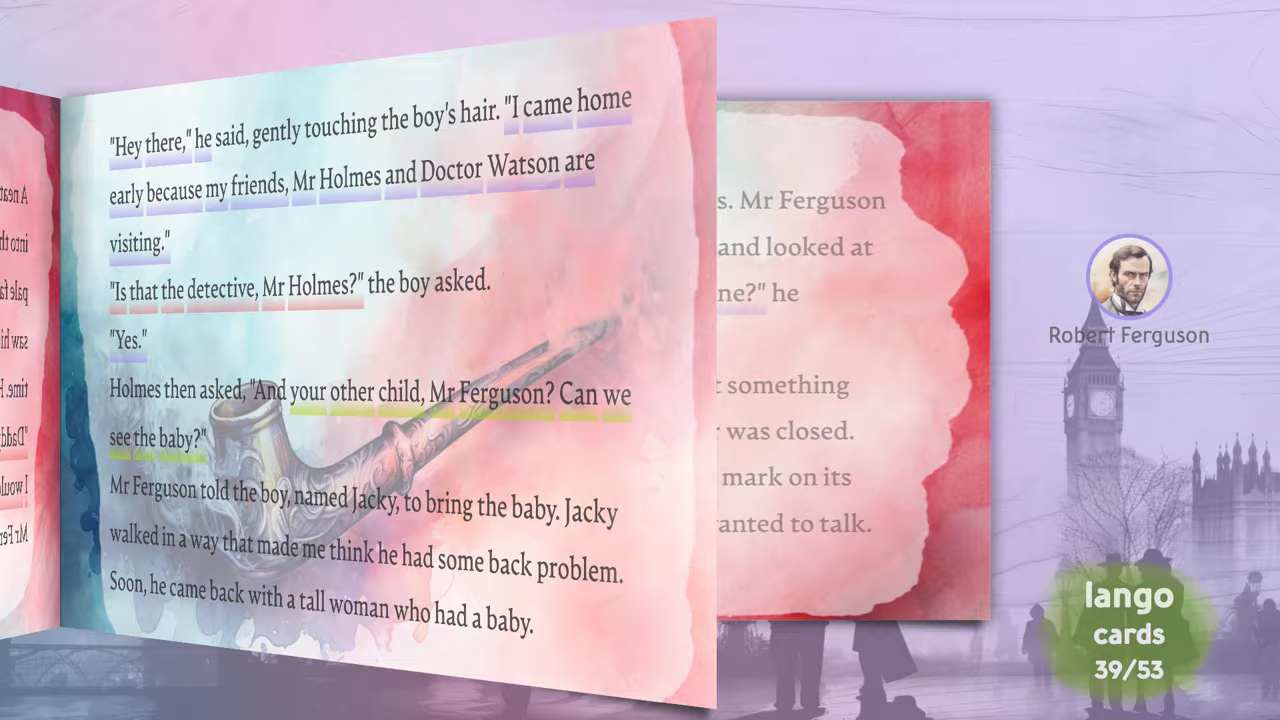 "Hey there," he said, gently touching the boy's hair. "I came home
early because my friends, Mr Holmes and Doctor Watson are
visiting."
"Is that the detective, Mr Holmes?" the boy asked.
"Yes."
Holmes then asked, "And your other child, Mr Ferguson? Can we
see the baby?"
Mr Ferguson told the boy, named Jacky, to bring the baby. Jacky
walked in a way that made me think he had some back problem.
Soon, he came back with a tall woman who had a baby.
s. Mr Ferguson
and looked at
ne?" he
something
was closed.
mark on its
wanted to talk.
Robert Ferguson
lango
cards
39/53